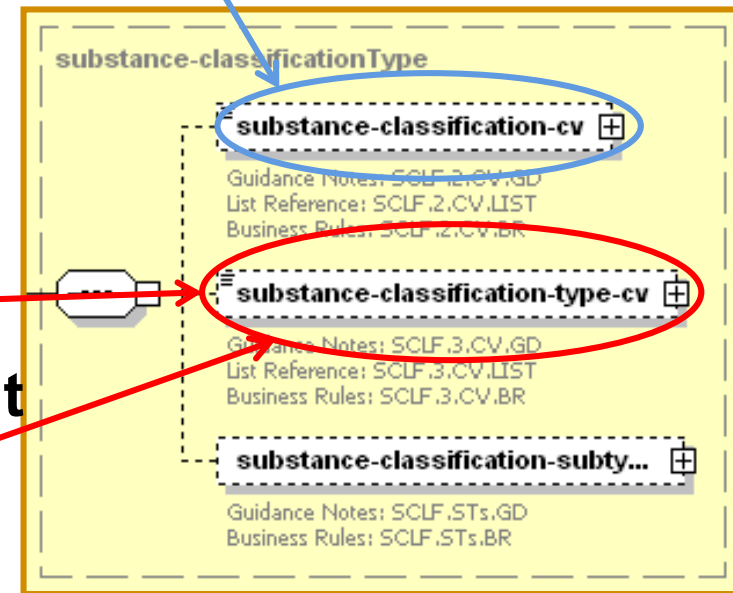 substance-classificationType
substance-classification-cv
Guidance Notes: SCLF.2.CV.GD
List Reference: SCLF.2.CV.LIST
Business Rules: SCLF.2.CV.BR
substance-classification-type-cv
Guidance Notes: SCLF.3.CV.GD
List Reference: SCLF.3.CV.LIST
t
Business Rules: SCLF.3.CV.BR
substance-classification-subty...
Guidance Notes: SCLF.STs.GD
Business Rules: SCLF.STs.BR